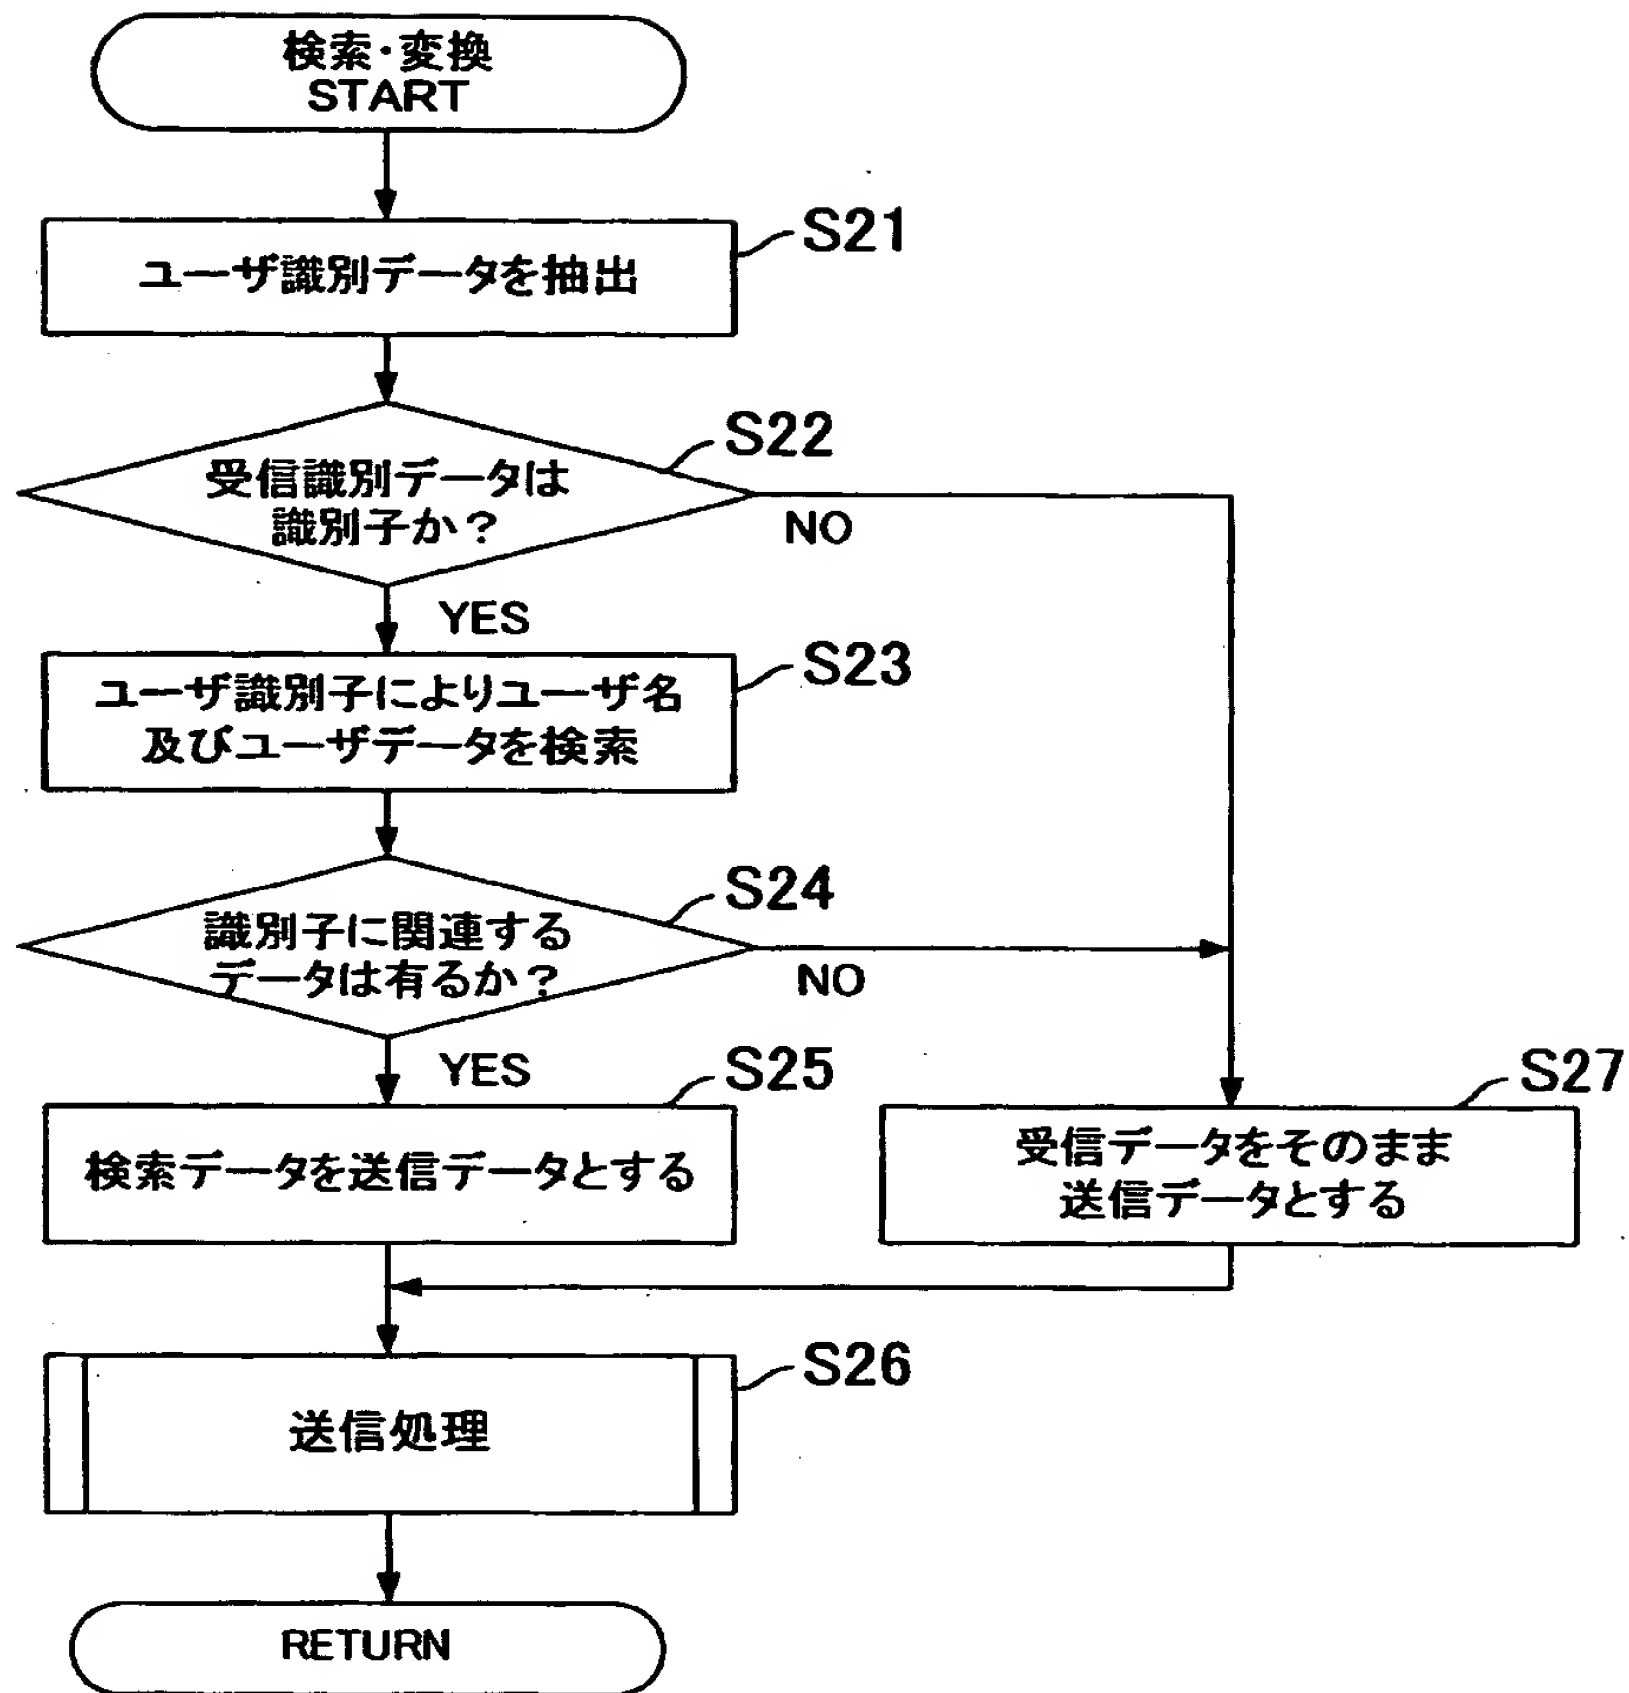 検索・変換
START
S21
ユーザ識別データを抽出
S22
受信識別データは
識別子か？
NO
YES
S23
ユーザ識別子によりユーザ名
及びユーザデータを検索
S24
識別子に関連する
データは有るか？
NO
YES
S25
S27
検索データを送信データとする
受信データをそのまま
送信データとする
S26
送信処理
RETURN